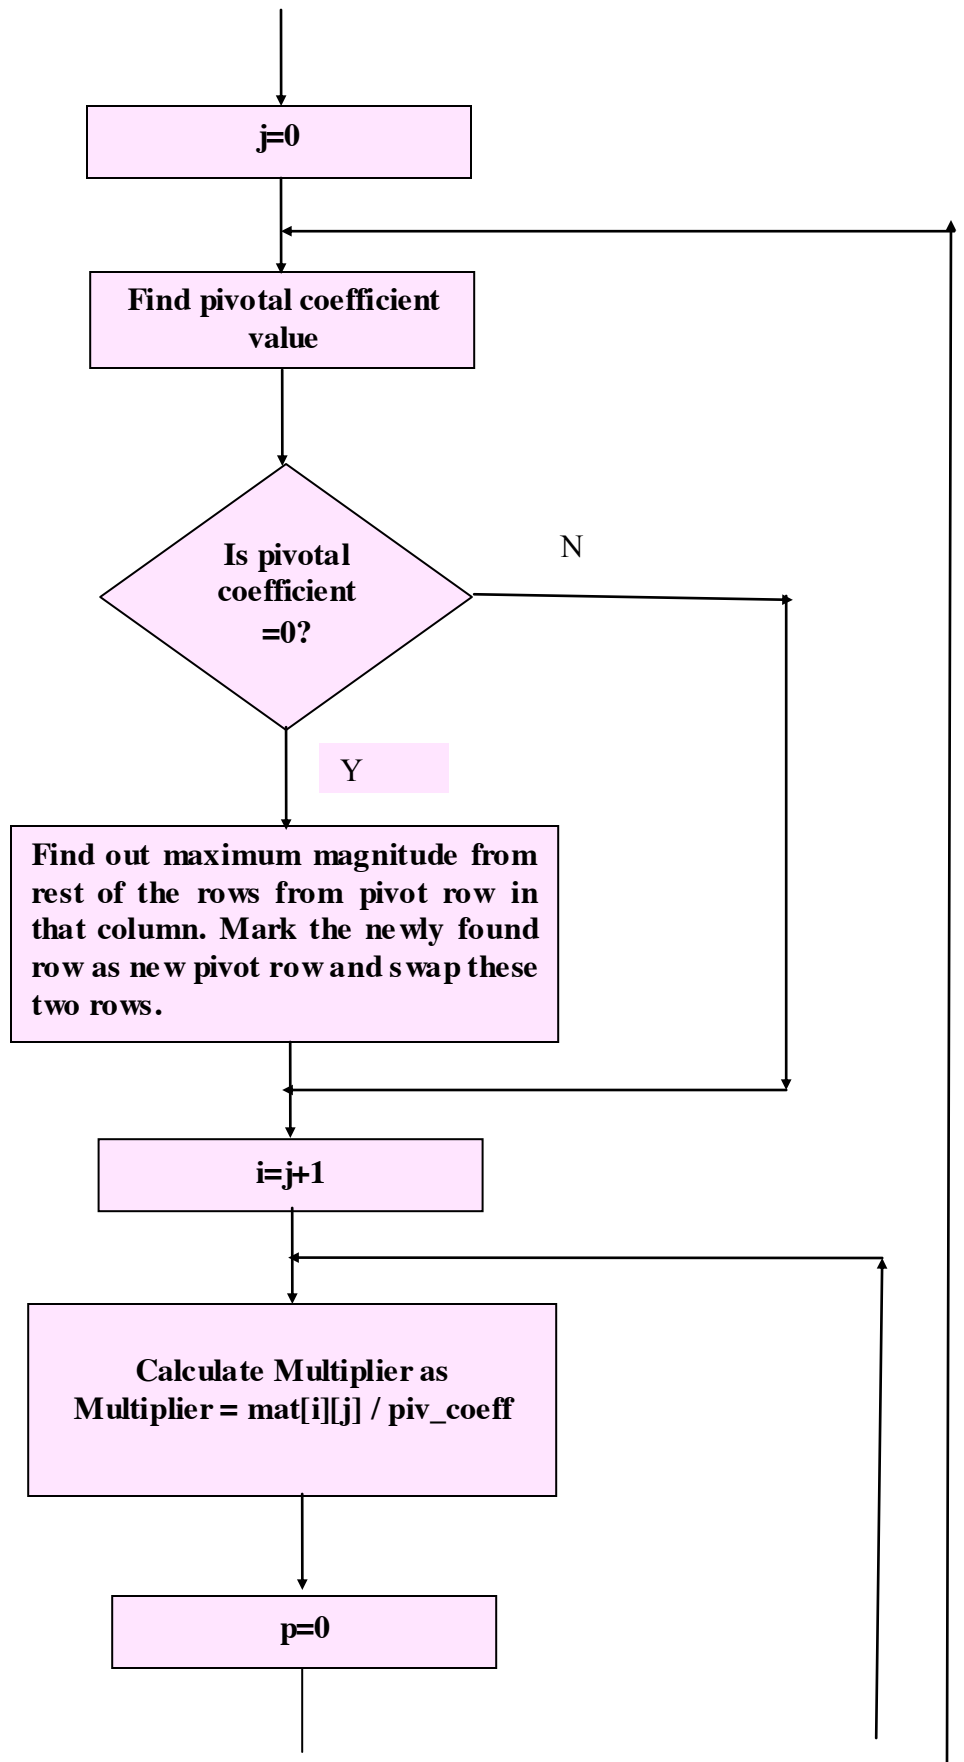 j=0
Find pivotal coefficient
value
Is pivotal
coefficient
=0?
N
Y
Find out maximum magnitude from
rest of the rows from pivot row in
that column. Mark the newly found
row as new pivot row and swap these
two rows.
i=j+1
Calculate Multiplier as
Multiplier = mat[i][j] / piv_coeff
p=0